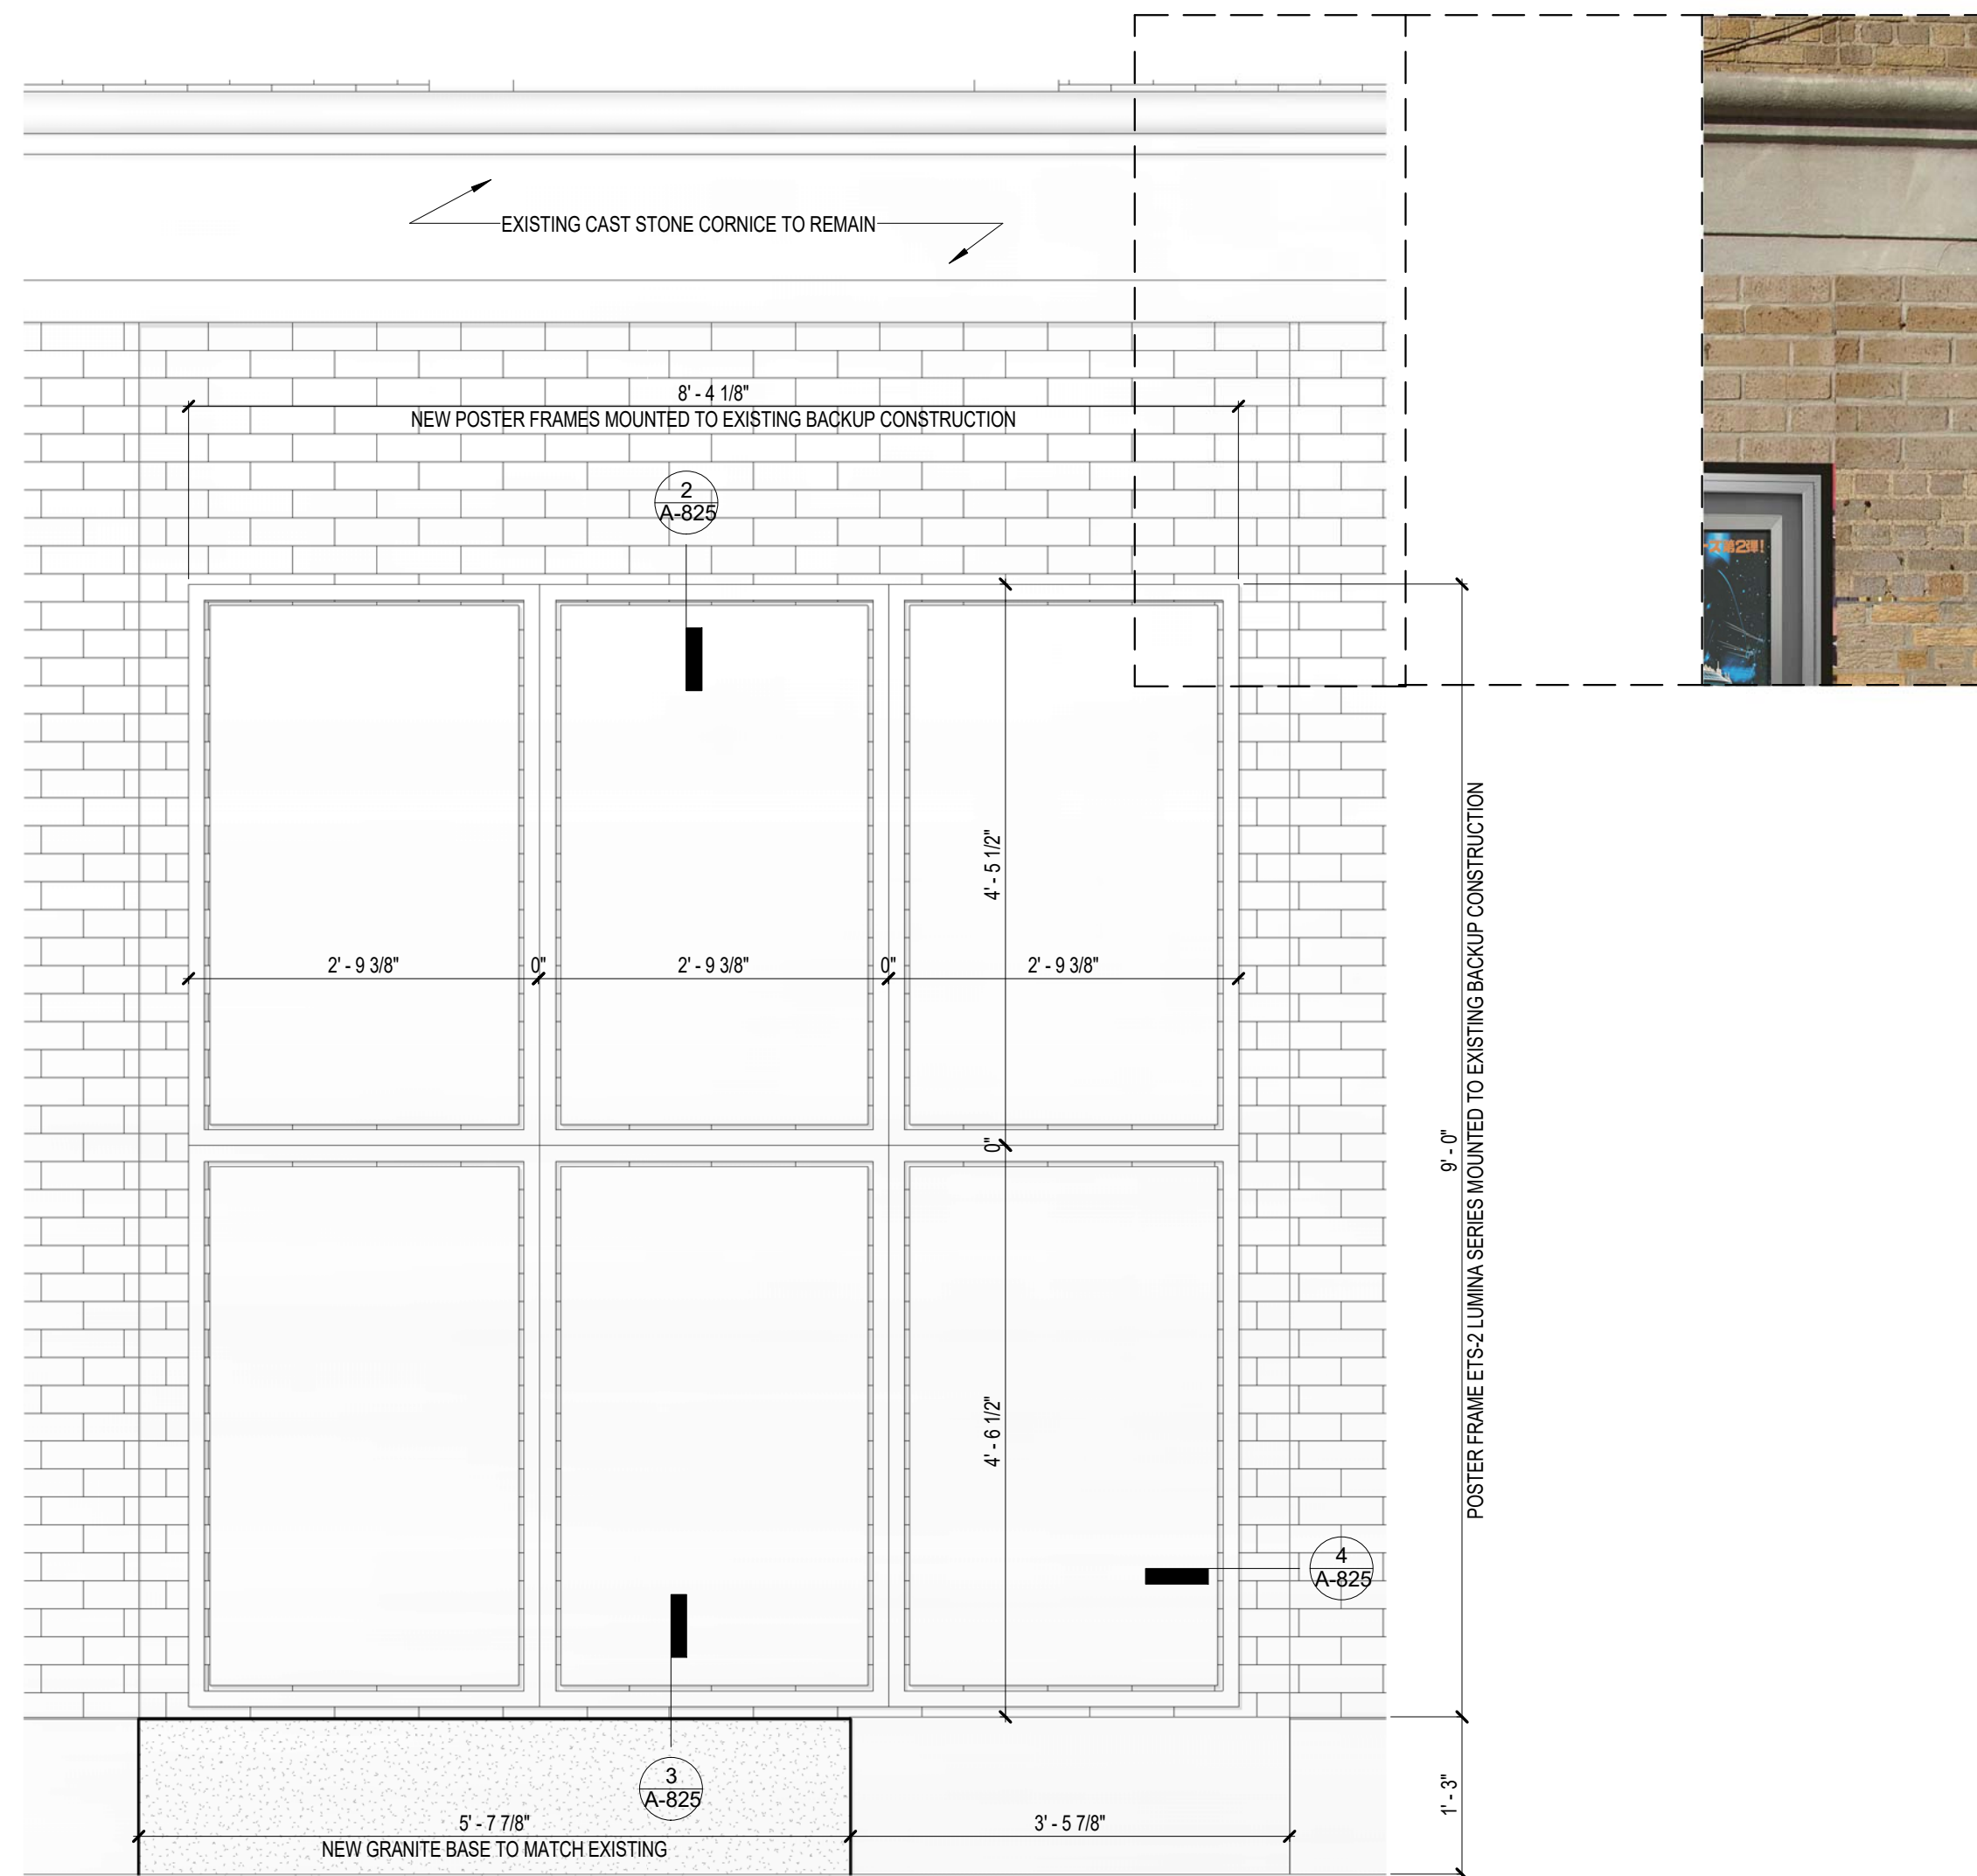 EXISTING CAST STONE CORNICE TO REMAIN
8' - 4 1/8"
NEW POSTER FRAMES MOUNTED TO EXISTING BACKUP CONSTRUCTION
2
A-825
第2弾!
4' - 5 1/2"
2' - 9 3/8"
0"
2' - 9 3/8"
0"
2' - 9 3/8"
0"
9' - 0"
POSTER FRAME ETS-2 LUMINA SERIES MOUNTED TO EXISTING BACKUP CONSTRUCTION
4' - 6 1/2"
4
A-825
3
A-825
5' - 7 7/8"
NEW GRANITE BASE TO MATCH EXISTING
3' - 5 7/8"
1' - 3"